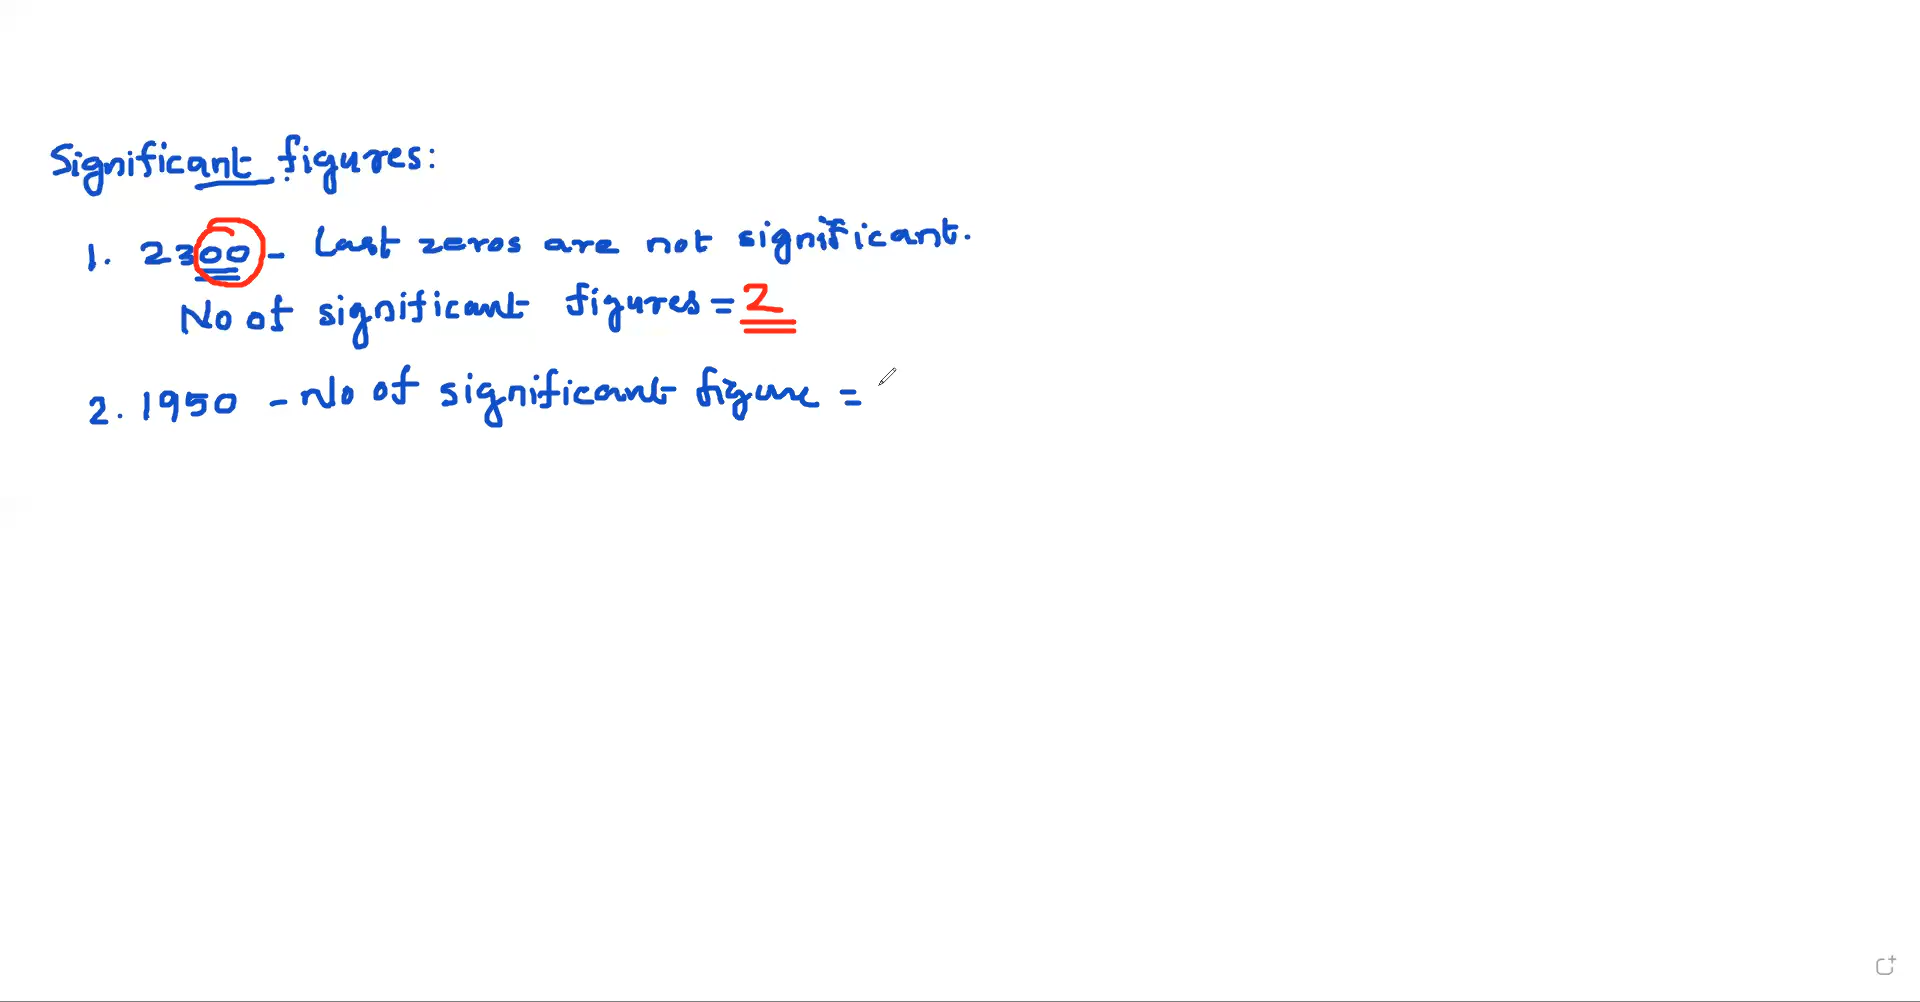 Significant figures:
1. 2300 - Last zeros are not significant.
No of significant figures = 2
2. 1950 - No of significant figure =